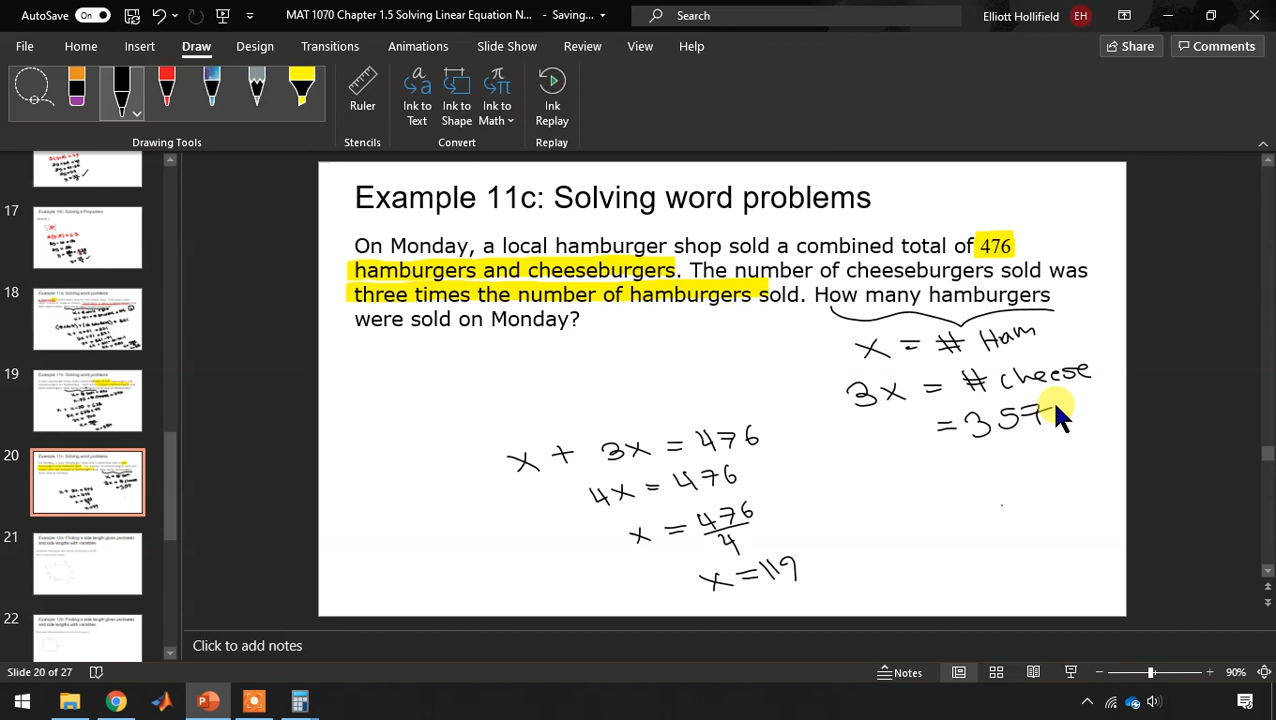 AutoSave On MAT 1070 Chapter 1.5 Solving Linear Equation N... - Saving... Search Elliott Hollifield EH
File Home Insert Draw Design Transitions Animations Slide Show Review View Help Share Comments
Ruler Ink to Text Ink to Shape Ink to Math Ink Replay
Drawing Tools Stencils Convert Replay
17
18
19
20
21
22
Example 11c: Solving word problems
On Monday, a local hamburger shop sold a combined total of 476
hamburgers and cheeseburgers. The number of cheeseburgers sold was
three times the number of hamburgers sold. How many hamburgers
were sold on Monday?
x = # Ham
3x = # cheese
= 357
x + 3x = 476
4x = 476
x = 476/4
x = 119
Click to add notes
Slide 20 of 27 Notes 90%